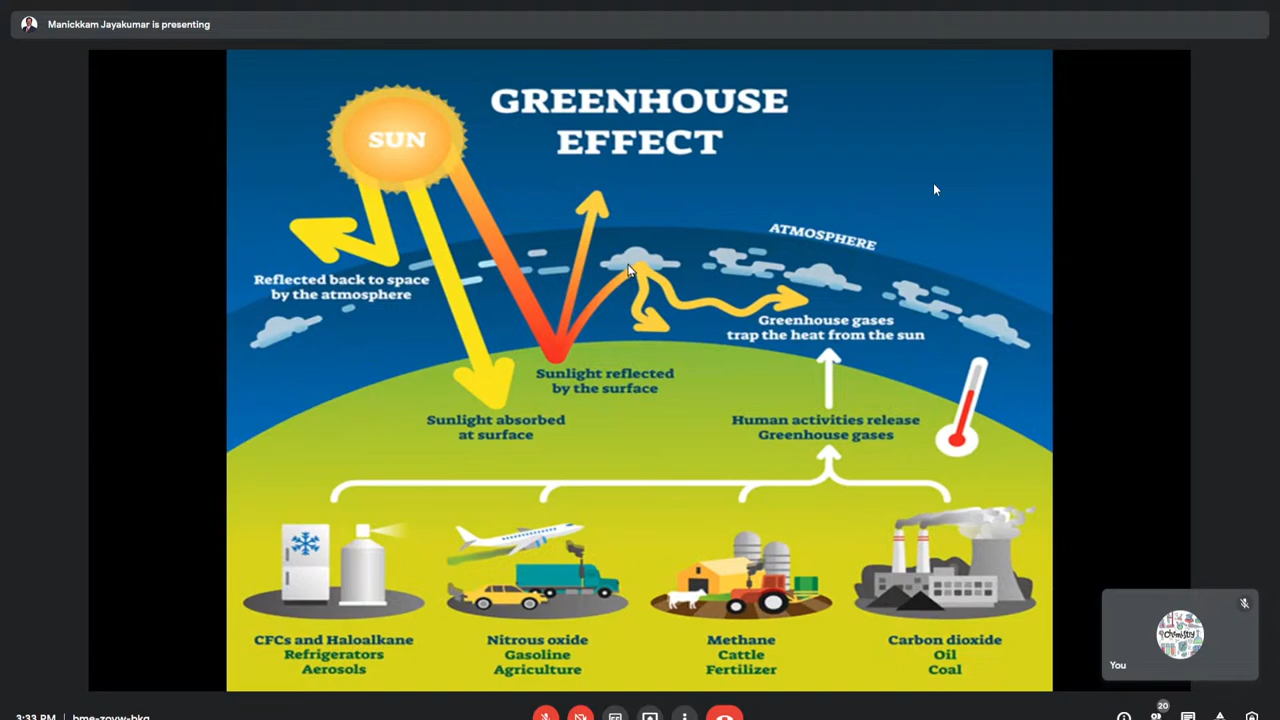 Manickkam Jayakumar is presenting
GREENHOUSE
EFFECT
SUN
ATMOSPHERE
Reflected back to space
by the atmosphere
Greenhouse gases
trap the heat from the sun
Sunlight reflected
by the surface
Sunlight absorbed
at surface
Human activities release
Greenhouse gases
CFCs and Haloalkane
Refrigerators
Aerosols
Nitrous oxide
Gasoline
Agriculture
Methane
Cattle
Fertilizer
Carbon dioxide
Oil
Coal
Chemistry
You
20
3:33 PM